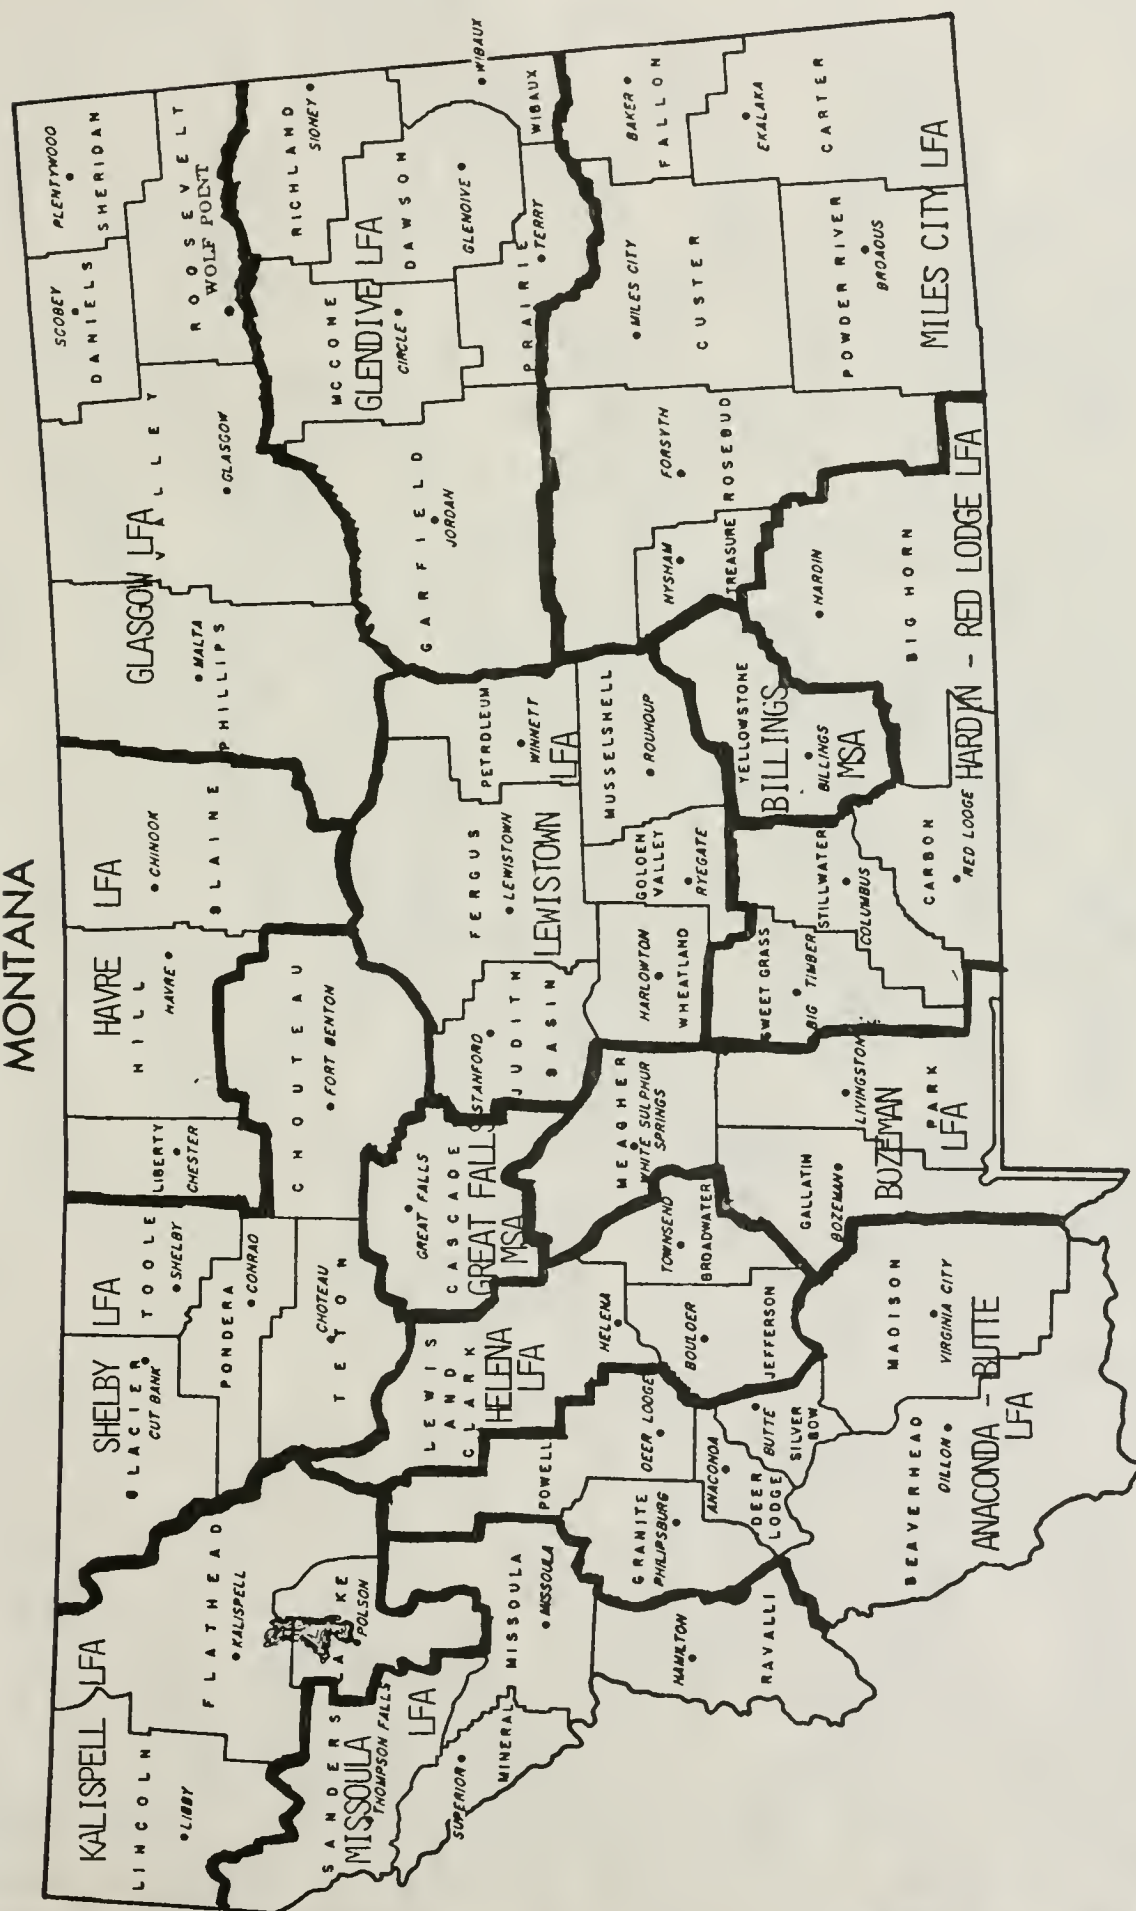 MONTANA
KALISPELL LFA
LINCOLN
LIBBY
FLATHEAD
KALISPELL
LAKE
POLSON
SHELBY LFA
GLACIER
CUT BANK
TOOLE
SHELBY
PONDERA
CONRAD
CHOTEAU
TETON
HAVRE LFA
LIBERTY
CHESTER
HILL
HAVRE
BLAINE
CHINOOK
CHOUTEAU
FORT BENTON
GLASGOW LFA
PHILLIPS
MALTA
VALLEY
GLASGOW
DANIELS
SCOBEY
SHERIDAN
PLENTYWOOD
ROOSEVELT
WOLF POINT
MISSOULA LFA
SANDERS
THOMPSON FALLS
MINERAL
SUPERIOR
MISSOULA
MISSOULA
RAVALLI
HAMILTON
HELENA LFA
LEWIS AND CLARK
HELENA
BROADWATER
TOWNSEND
JEFFERSON
BOULDER
GREAT FALLS MSA
CASCADE
GREAT FALLS
LEWISTOWN LFA
JUDITH BASIN
STANFORD
FERGUS
LEWISTOWN
PETROLEUM
WINNETT
WHEATLAND
HARLOWTON
GOLDEN VALLEY
RYEGATE
MUSSELSHELL
ROUNDUP
GLENDIVE LFA
GARFIELD
JORDAN
MCCONE
CIRCLE
RICHLAND
SIDNEY
DAWSON
GLENDIVE
PRAIRIE
TERRY
WIBAUX
WIBAUX
ANACONDA - BUTTE LFA
POWELL
DEER LODGE
GRANITE
PHILIPSBURG
DEER LODGE
ANACONDA
SILVER BOW
BUTTE
BEAVERHEAD
DILLON
MADISON
VIRGINIA CITY
BOZEMAN LFA
MEAGHER
WHITE SULPHUR SPRINGS
GALLATIN
BOZEMAN
PARK
LIVINGSTON
BILLINGS MSA
YELLOWSTONE
BILLINGS
HARDIN - RED LODGE LFA
SWEET GRASS
BIG TIMBER
STILLWATER
COLUMBUS
CARBON
RED LODGE
BIG HORN
HARDIN
MILES CITY LFA
TREASURE
HYSHAM
ROSEBUD
FORSYTH
CUSTER
MILES CITY
POWDER RIVER
BROADUS
FALLON
BAKER
CARTER
EKALAKA